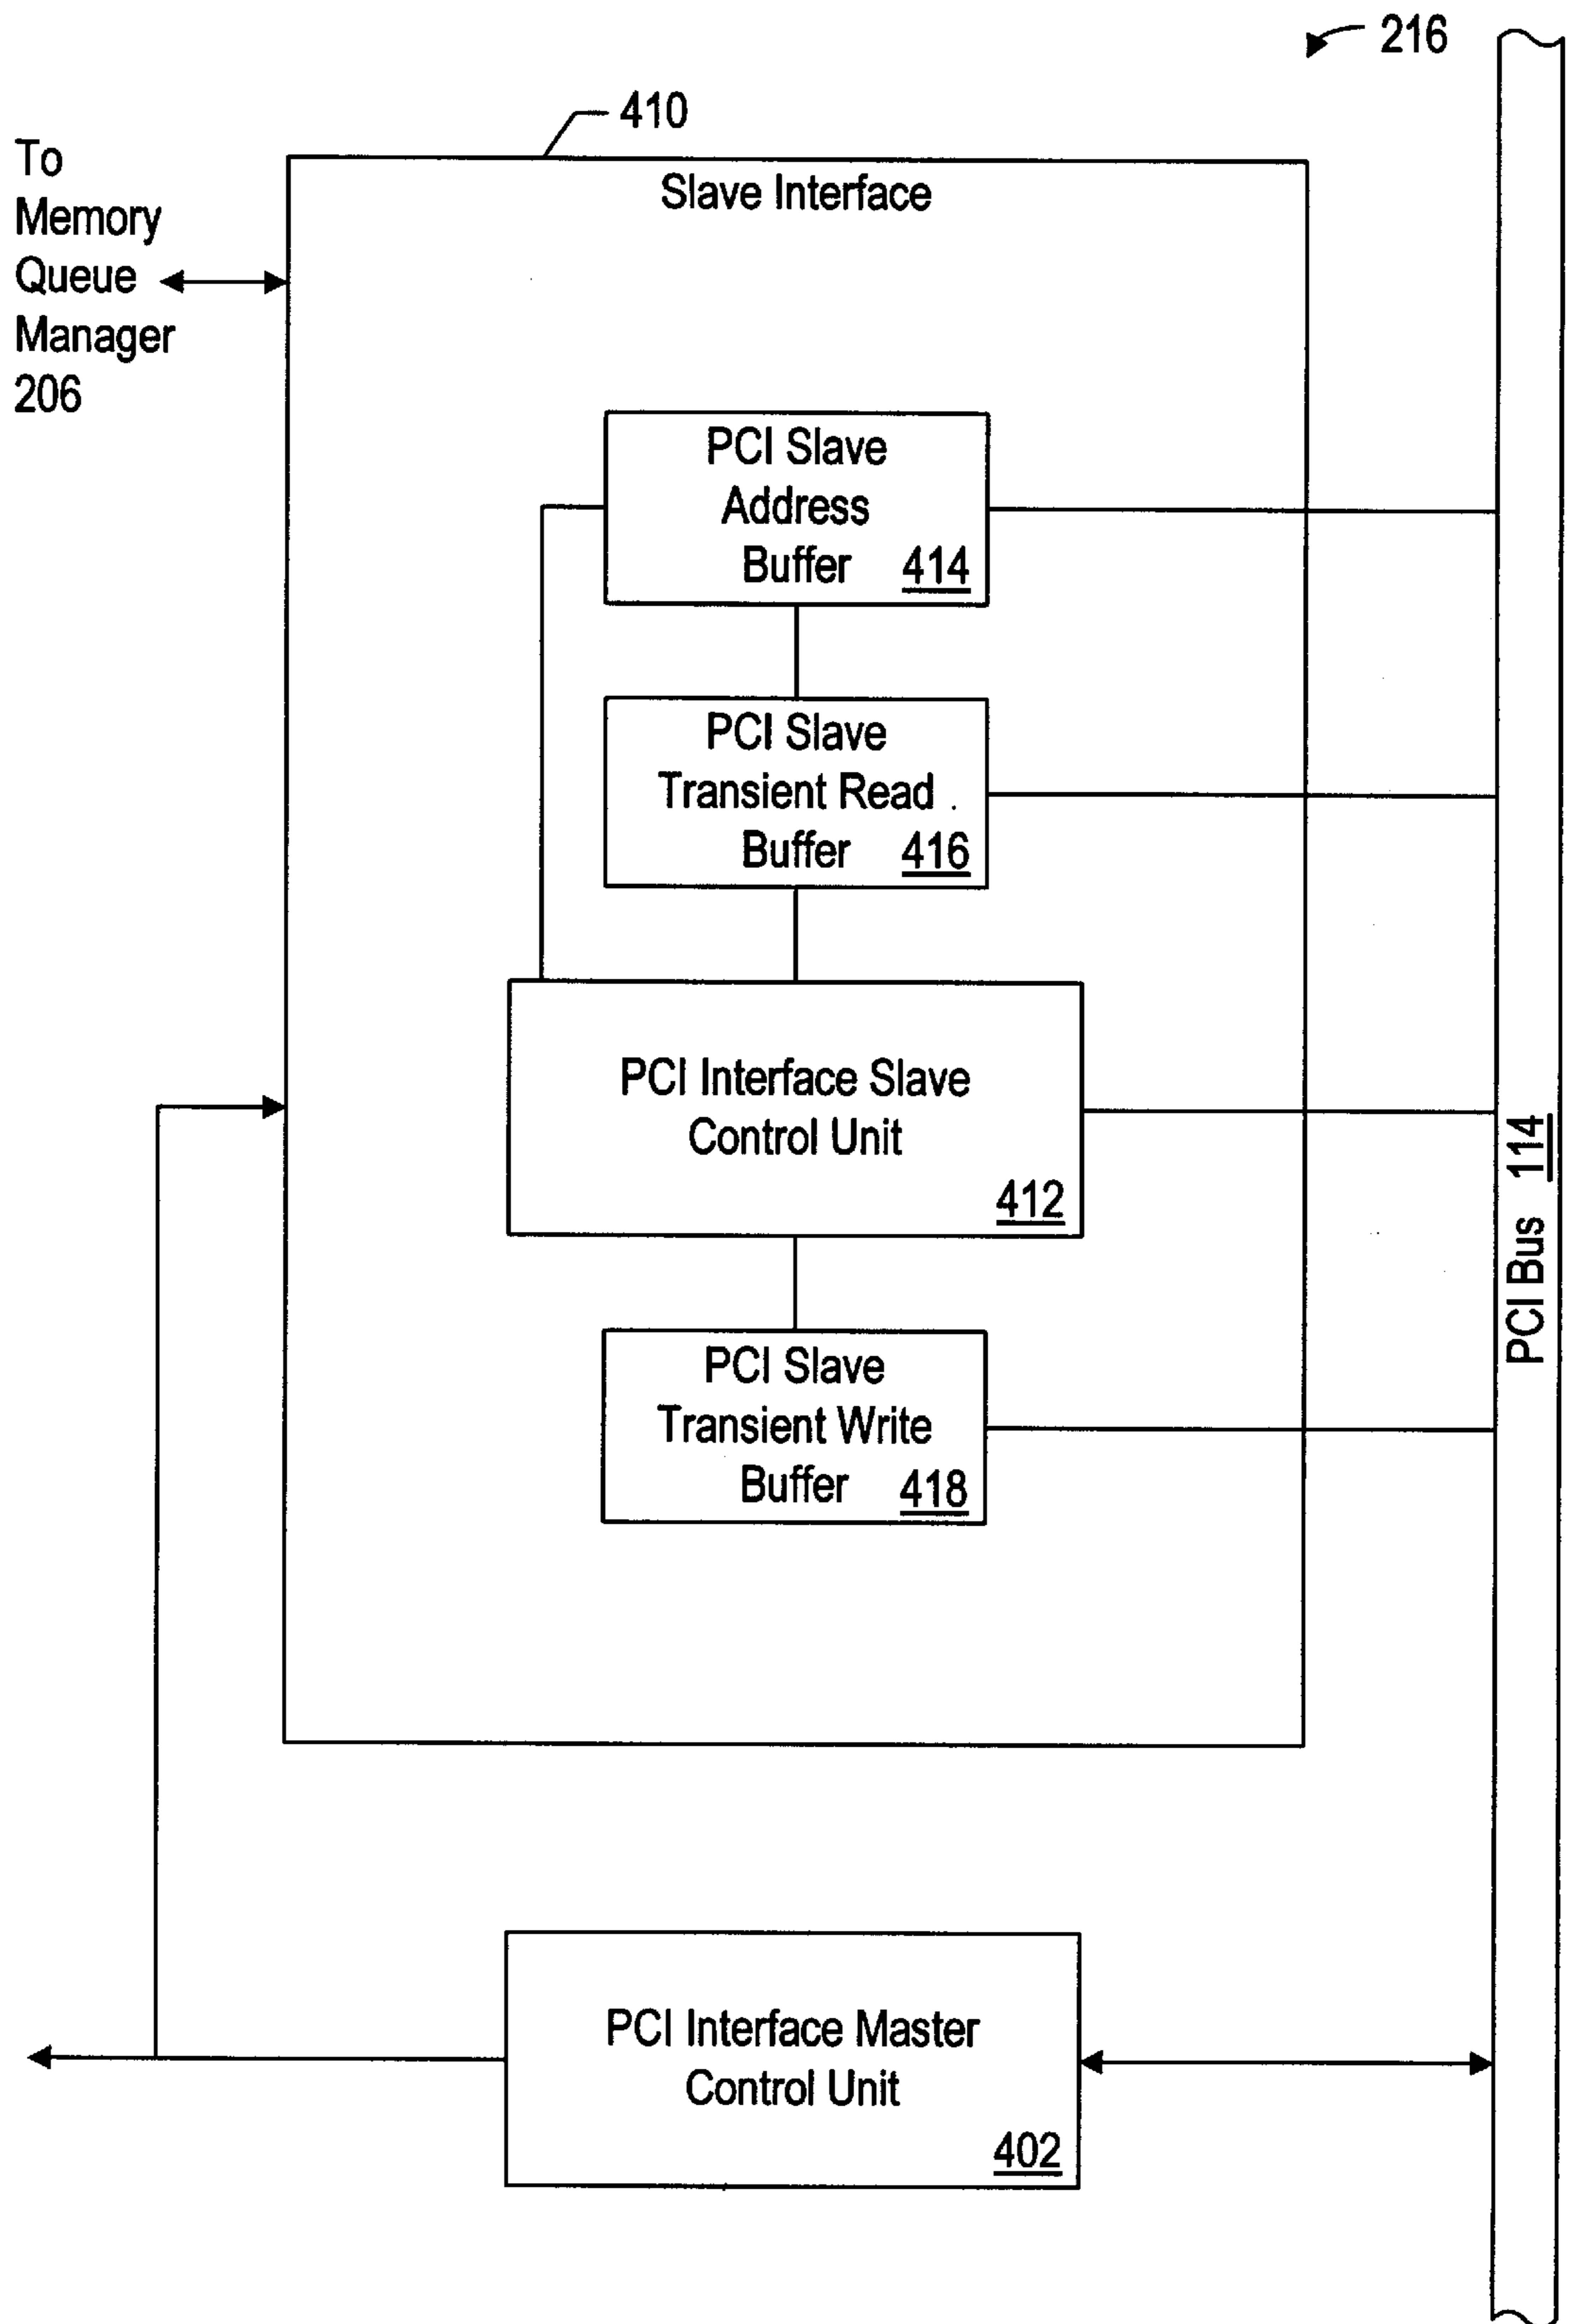 216
410
To
Memory
Queue
Manager
206
Slave Interface
PCI Slave
Address
Buffer 414
PCI Slave
Transient Read
Buffer 416
PCI Interface Slave
Control Unit
412
PCI Slave
Transient Write
Buffer 418
PCI Bus 114
PCI Interface Master
Control Unit
402